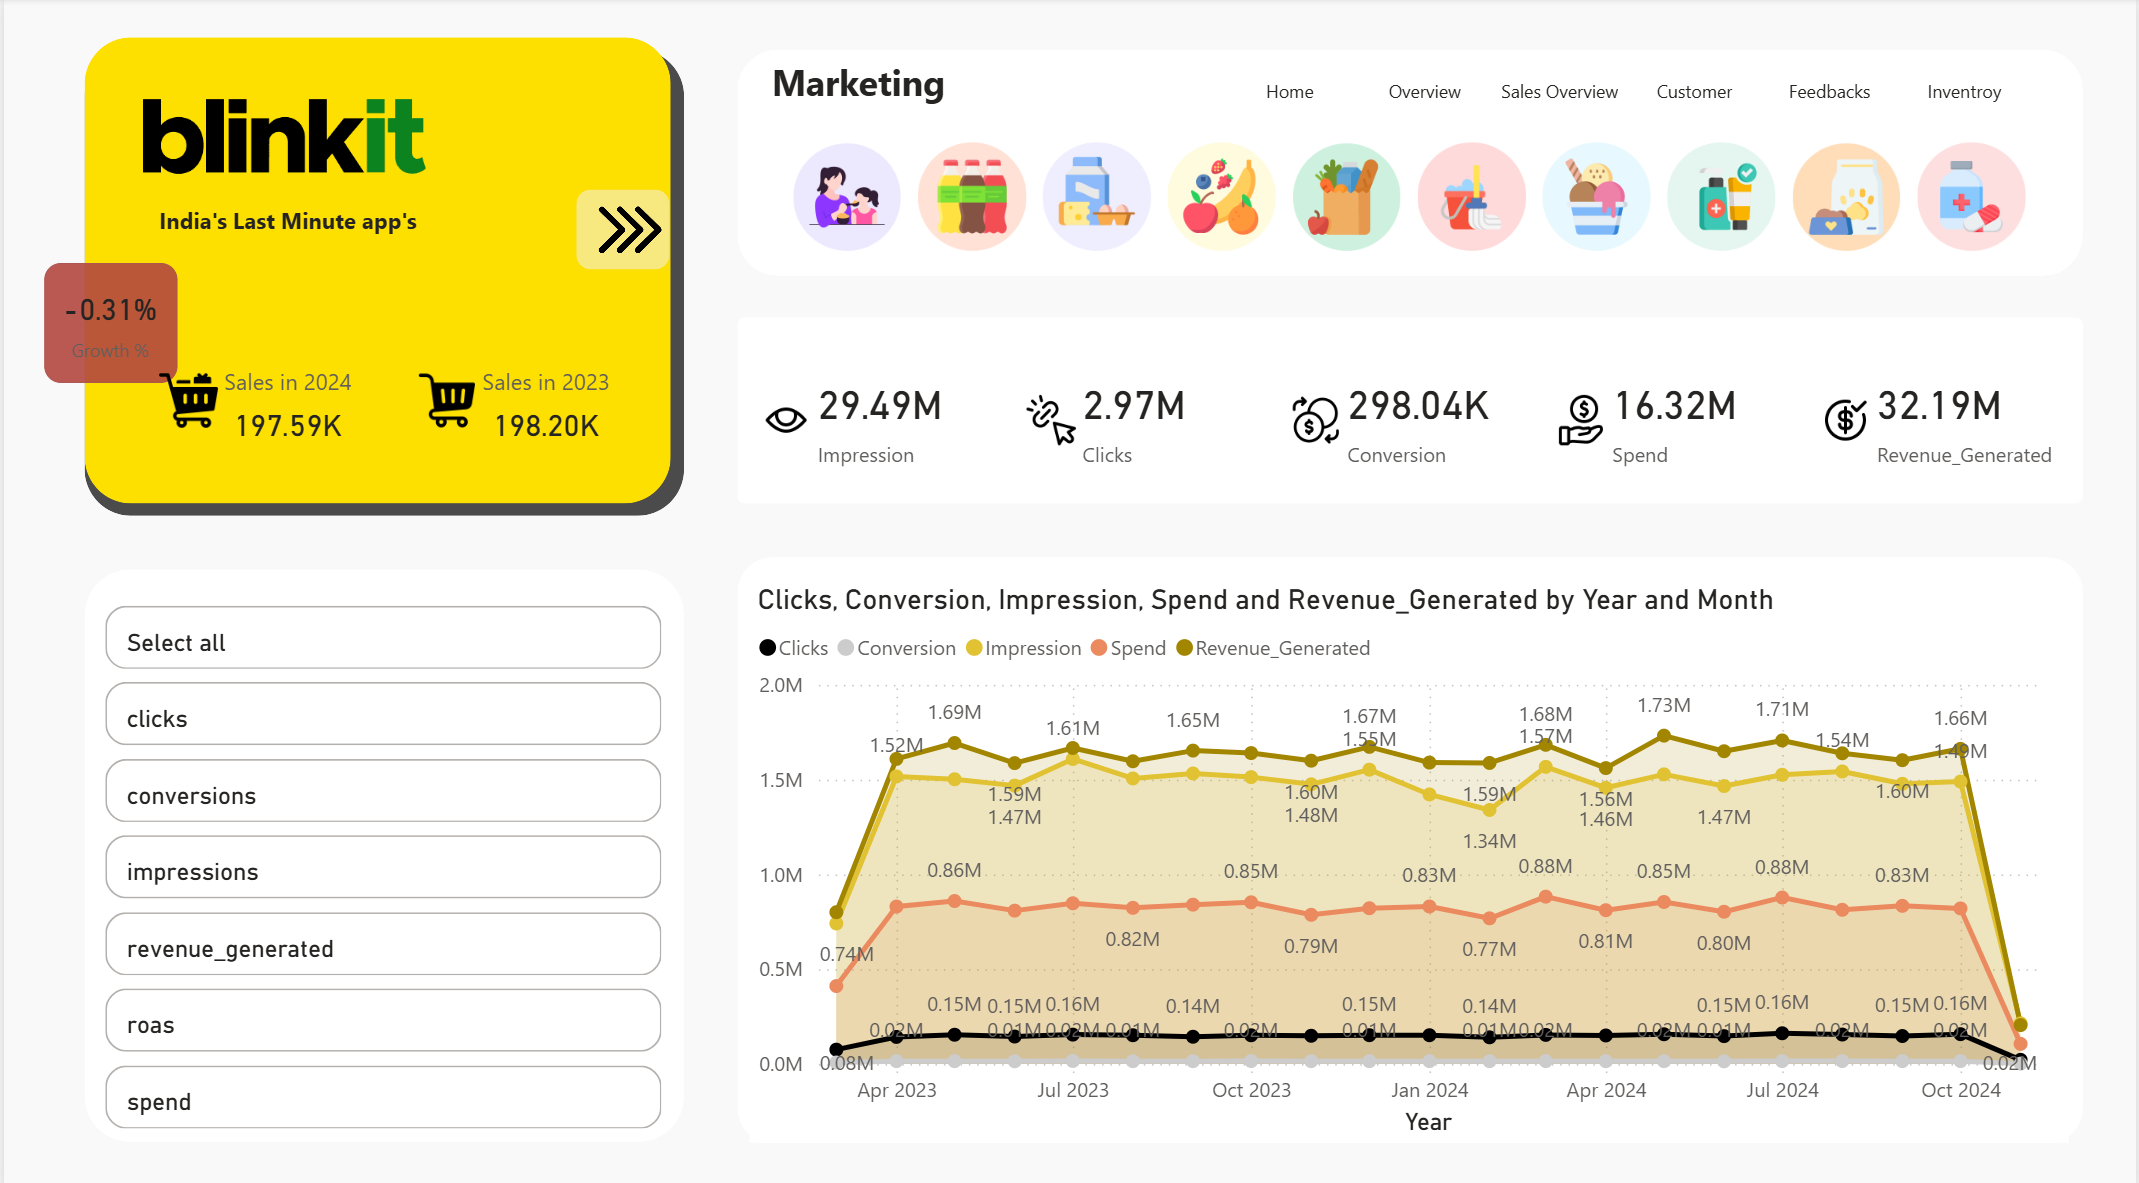 blinkit
India's Last Minute app's
-0.31%
Growth %
Sales in 2024
197.59K
Sales in 2023
198.20K
Marketing
Home Overview Sales Overview Customer Feedbacks Inventroy
29.49M
Impression
2.97M
Clicks
298.04K
Conversion
16.32M
Spend
32.19M
Revenue_Generated
Select all
clicks
conversions
impressions
revenue_generated
roas
spend
Clicks, Conversion, Impression, Spend and Revenue_Generated by Year and Month
Clicks Conversion Impression Spend Revenue_Generated
2.0M
1.5M
1.0M
0.5M
0.0M
1.69M 1.61M 1.65M 1.67M 1.68M 1.73M 1.71M 1.66M
1.52M 1.55M 1.57M 1.54M 1.49M
1.59M 1.60M 1.59M 1.56M 1.60M
1.47M 1.48M 1.46M 1.47M
1.34M
0.86M 0.85M 0.83M 0.88M 0.85M 0.88M 0.83M
0.74M 0.82M 0.79M 0.77M 0.81M 0.80M
0.15M 0.15M 0.16M 0.14M 0.15M 0.14M 0.15M 0.16M 0.15M 0.16M
0.02M 0.01M 0.02M 0.01M 0.02M 0.01M 0.01M 0.02M 0.02M 0.01M 0.02M 0.02M
0.08M 0.02M
Apr 2023 Jul 2023 Oct 2023 Jan 2024 Apr 2024 Jul 2024 Oct 2024
Year